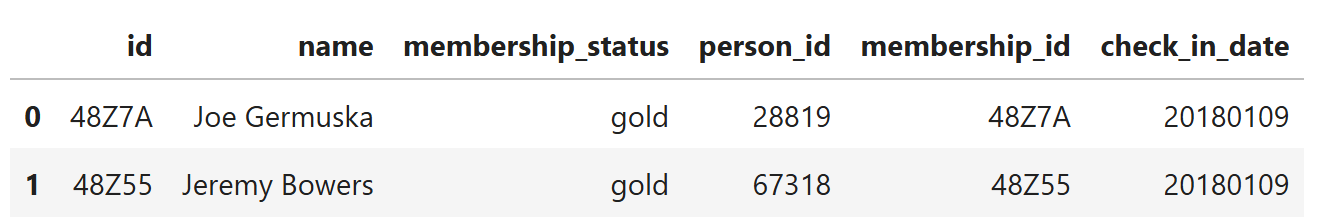 id name membership_status person_id membership_id check_in_date
0 48Z7A Joe Germuska gold 28819 48Z7A 20180109
1 48Z55 Jeremy Bowers gold 67318 48Z55 20180109